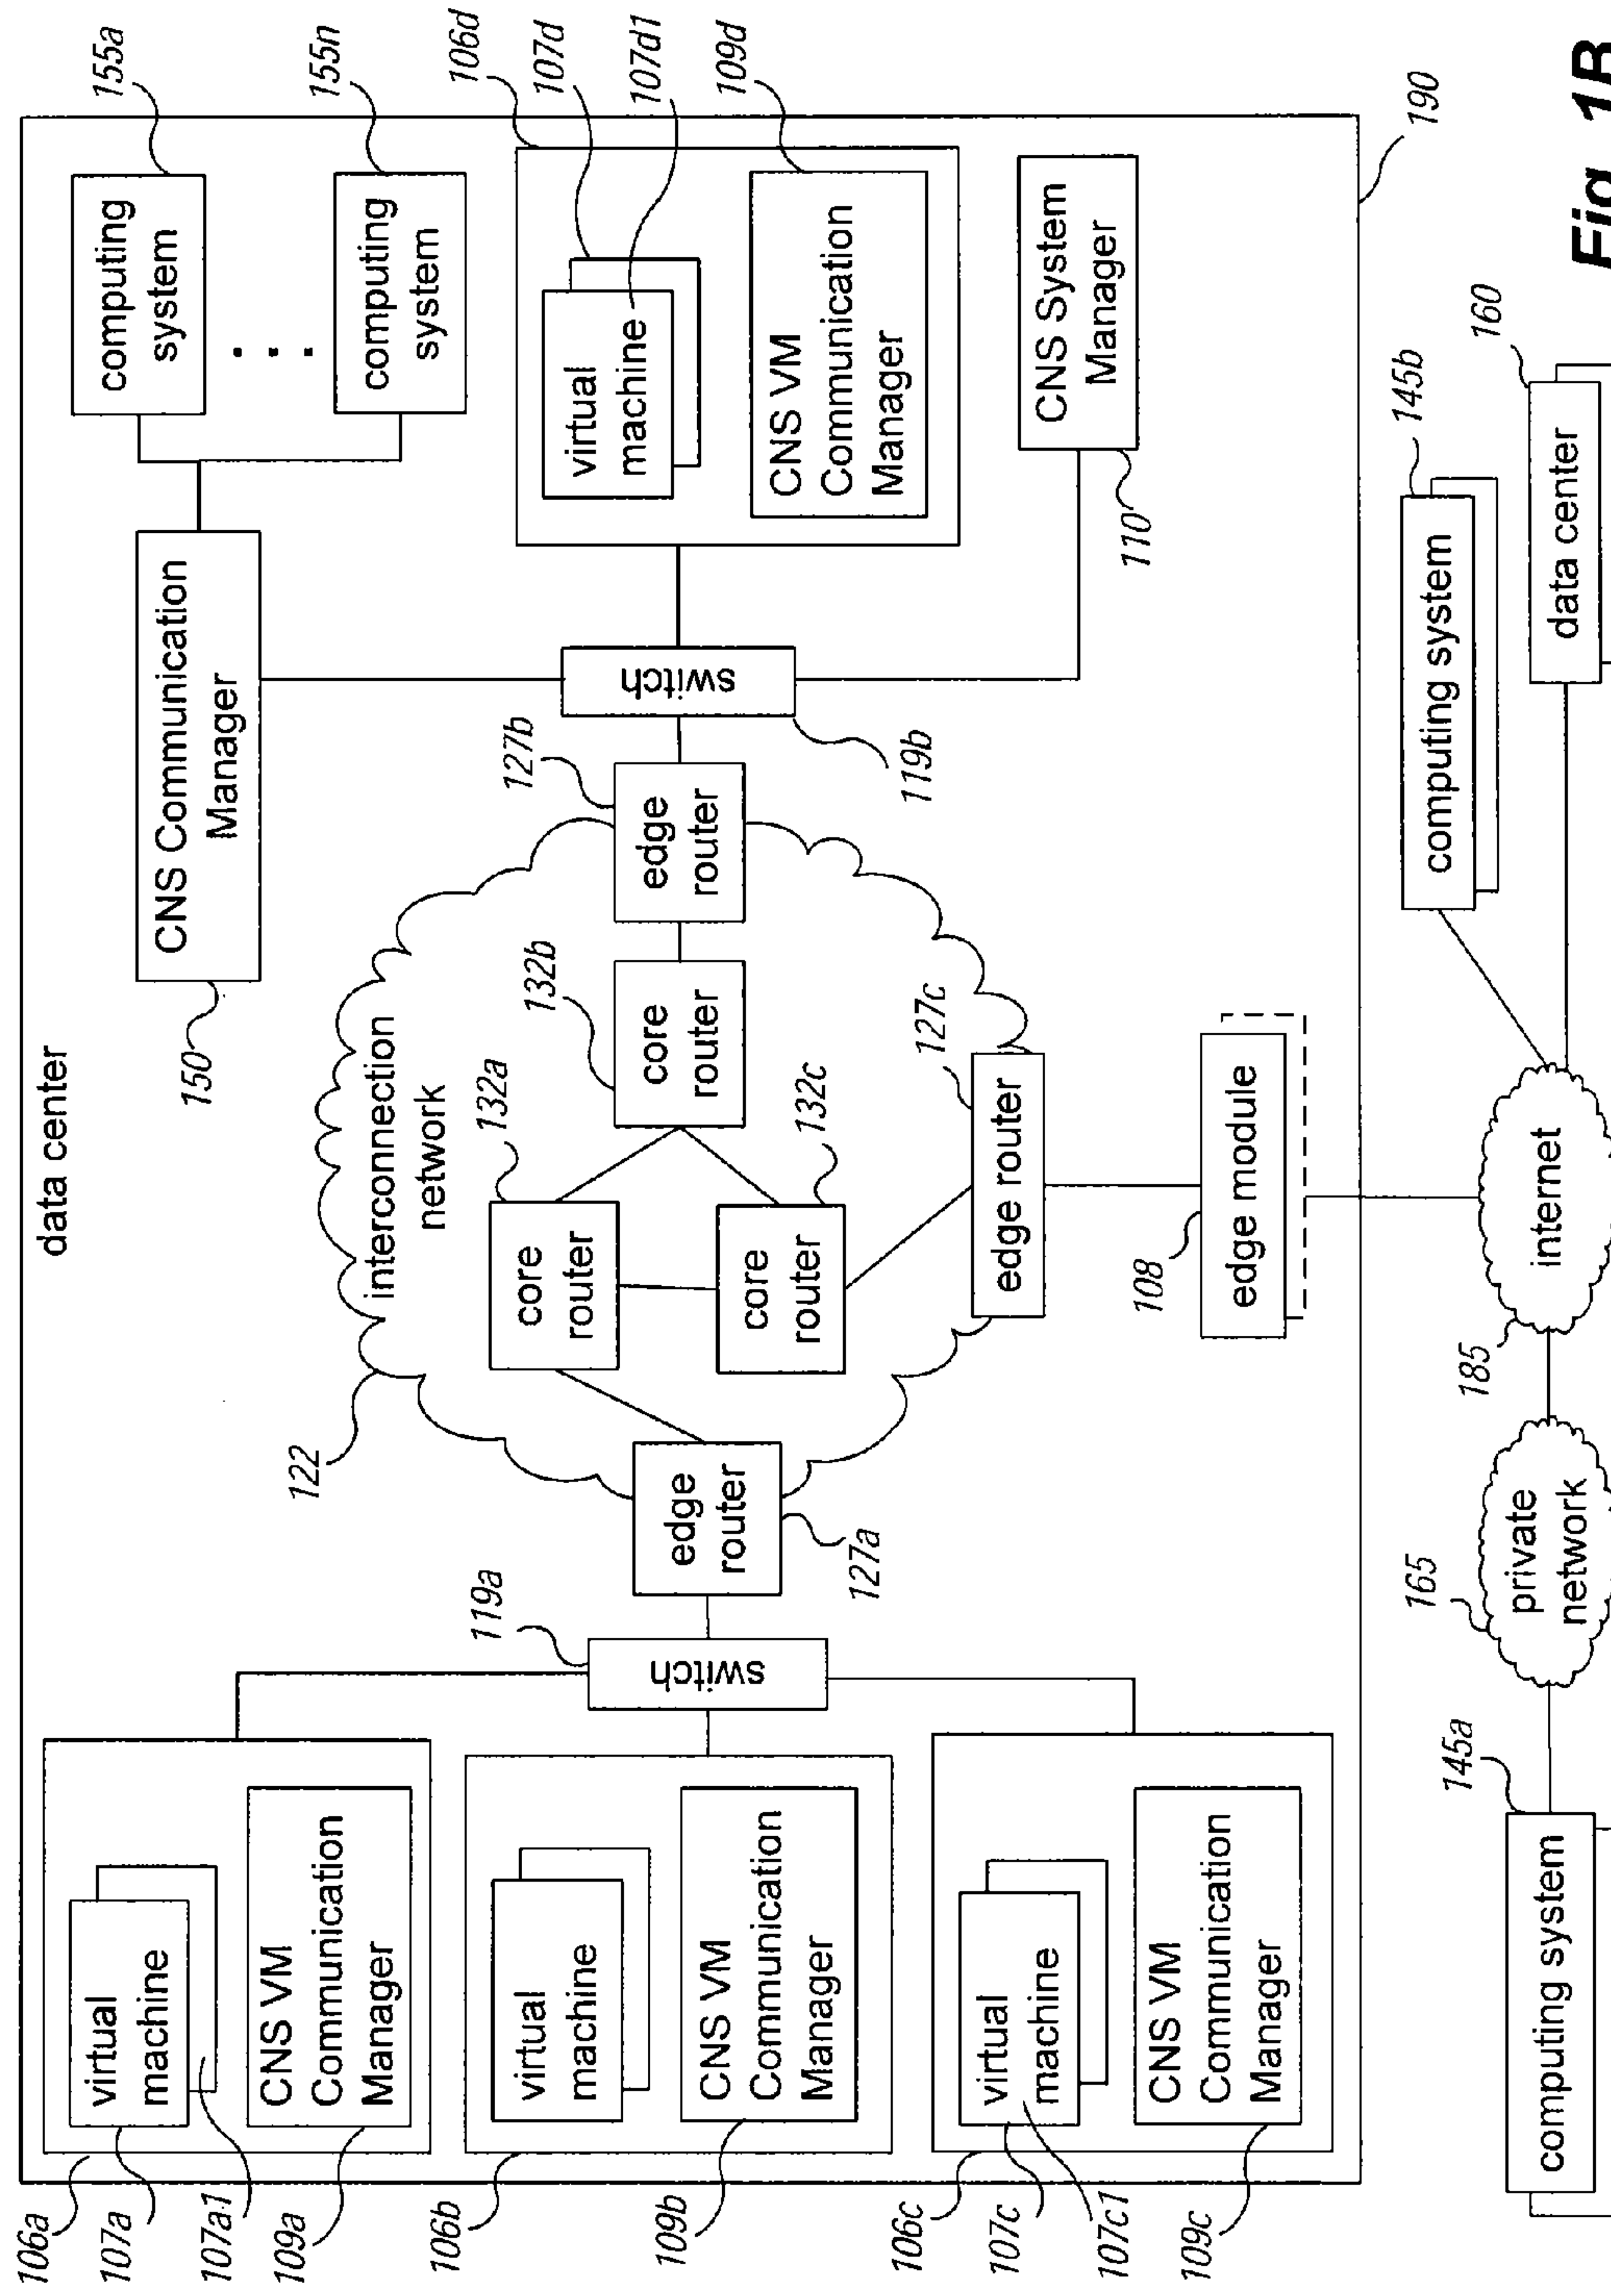 data center
106a
107a
107a1
109a
virtual
machine
CNS VM
Communication
Manager
106b
109b
virtual
machine
CNS VM
Communication
Manager
106c
107c
107c1
109c
virtual
machine
CNS VM
Communication
Manager
119a
switch
127a
edge
router
122
interconnection
network
132a
core
router
132b
core
router
132c
core
router
127b
edge
router
127c
edge router
119b
switch
150
CNS Communication
Manager
155a
computing
system
. . .
155n
computing
system
106d
107d
107d1
109d
virtual
machine
CNS VM
Communication
Manager
110
CNS System
Manager
108
edge module
190
145a
computing system
165
private
network
185
internet
145b
computing system
160
data center
Fig. 1B